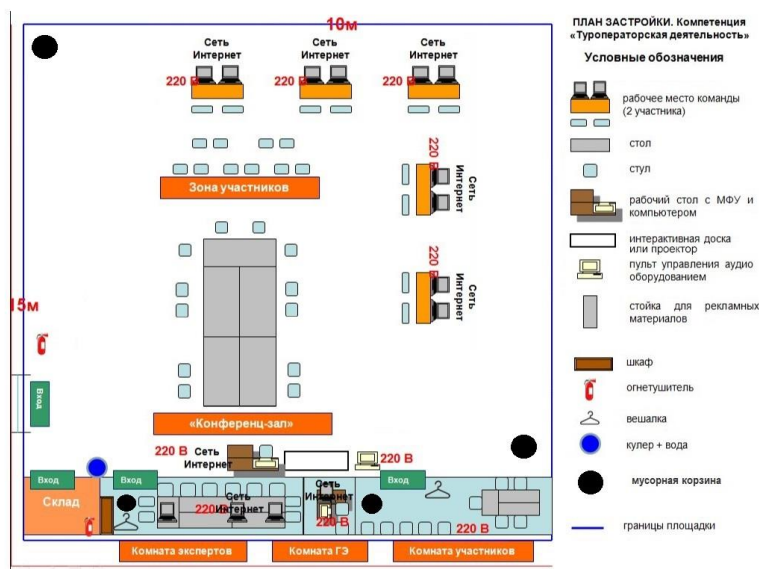 10м
ПЛАН ЗАСТРОЙКИ. Компетенция
«Туроператорская деятельность»
Условные обозначения
Сеть
Интернет
Сеть
Интернет
Сеть
Интернет
220 В
220 В
220 В
рабочее место команды
(2 участника)
стол
стул
рабочий стол с МФУ и
компьютером
интерактивная доска
или проектор
пульт управления аудио
оборудованием
стойка для рекламных
материалов
шкаф
огнетушитель
вешалка
кулер + вода
мусорная корзина
границы площадки
220 В
Сеть
Интернет
Зона участников
220 В
Сеть
Интернет
15м
Вход
«Конференц-зал»
220 В
Сеть
Интернет
220 В
Вход
Вход
Вход
Склад
Сеть
Интернет
220 В
Сеть
Интернет
220 В
220 В
Комната экспертов
Комната ГЭ
Комната участников